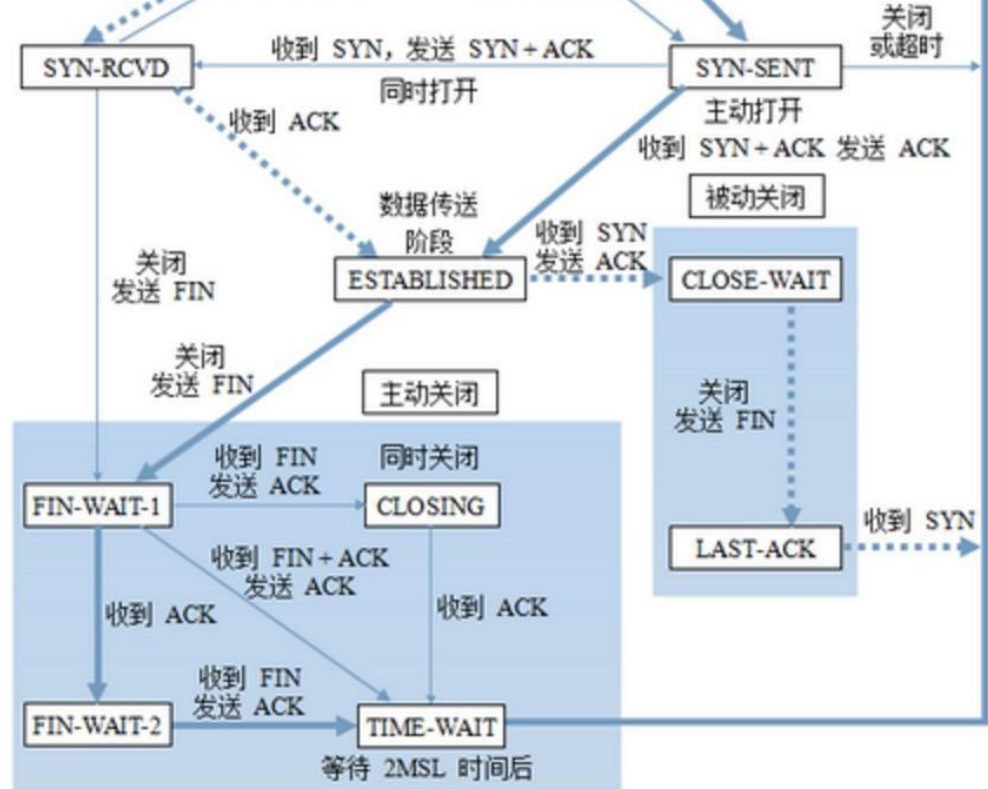 关闭
或超时
收到 SYN，发送 SYN+ACK
SYN-RCVD
SYN-SENT
同时打开
主动打开
收到 ACK
收到 SYN+ACK 发送 ACK
被动关闭
数据传送
阶段
收到 SYN
发送 ACK
ESTABLISHED
CLOSE-WAIT
关闭
发送 FIN
关闭
发送 FIN
主动关闭
关闭
发送 FIN
收到 FIN
发送 ACK
同时关闭
FIN-WAIT-1
CLOSING
收到 SYN
LAST-ACK
收到 FIN+ACK
发送 ACK
收到 ACK
收到 ACK
收到 FIN
发送 ACK
FIN-WAIT-2
TIME-WAIT
等待 2MSL 时间后